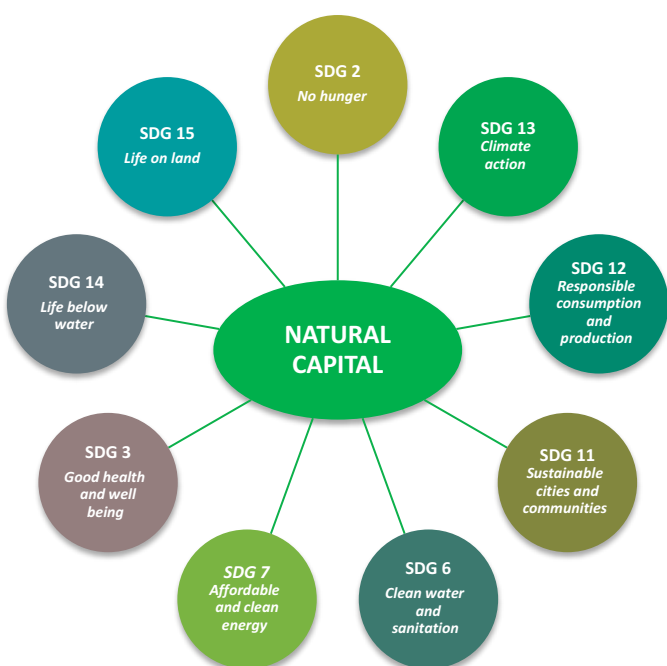 SDG 2
No hunger
SDG 13
Climate
action
SDG 12
Responsible
consumption
and
production
SDG 11
Sustainable
cities and
communities
SDG 6
Clean water
and
sanitation
SDG 7
Affordable
and clean
energy
SDG 3
Good health
and well
being
SDG 14
Life below
water
SDG 15
Life on land
NATURAL
CAPITAL